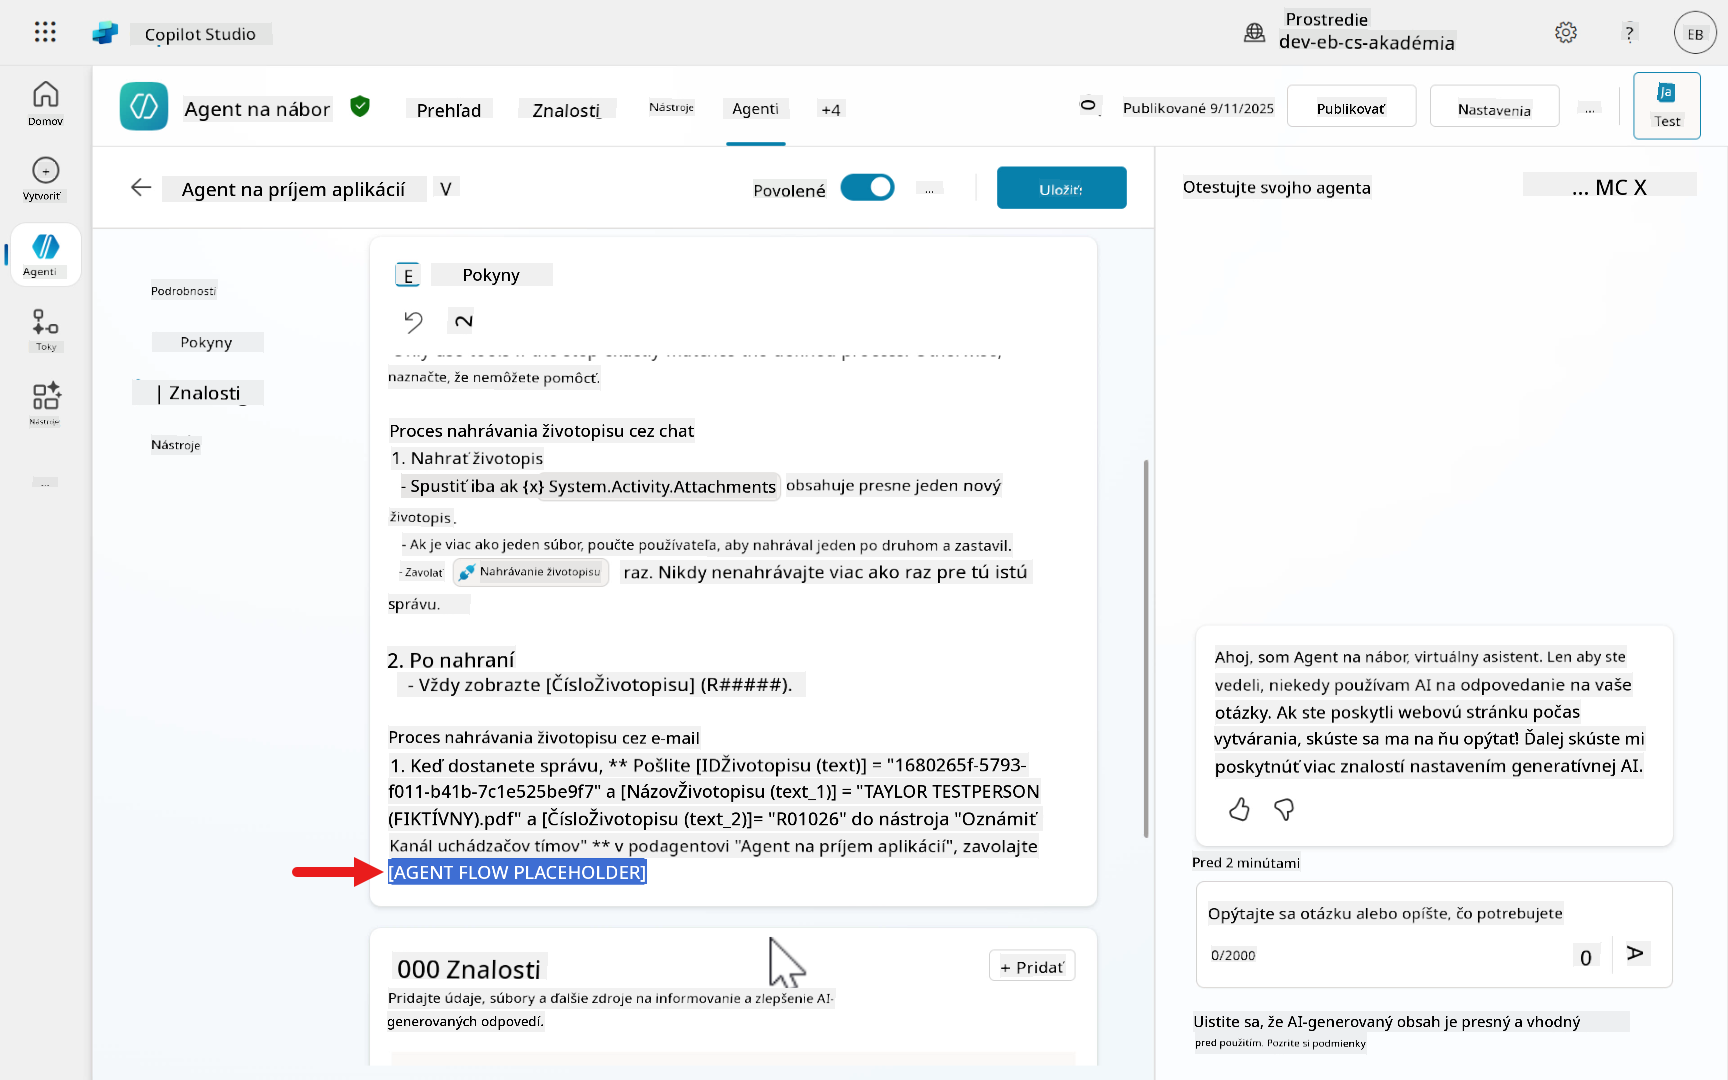 Copilot Studio
Prostredie
dev-eb-cs-akadémia
?
EB
Domov
Vytvoriť
Agenti
Toky
Nástroje
...
Agent na nábor
Prehľad
Znalosti
Nástroje
Agenti
+4
Publikované 9/11/2025
Publikovať
Nastavenia
...
Ja
Test
Agent na príjem aplikácií
V
Povolené
...
Uložiť:
Podrobnosti
Pokyny
| Znalosti
Nástroje
E
Pokyny
naznačte, že nemôžete pomôcť.
Proces nahrávania životopisu cez chat
1. Nahrať životopis
- Spustiť iba ak {x} System.Activity.Attachments obsahuje presne jeden nový
životopis.
- Ak je viac ako jeden súbor, poučte používateľa, aby nahrával jeden po druhom a zastavil.
- Zavolať Nahrávanie životopisu raz. Nikdy nenahrávajte viac ako raz pre tú istú
správu.
2. Po nahraní
- Vždy zobrazte [ČísloŽivotopisu] (R#####).
Proces nahrávania životopisu cez e-mail
1. Keď dostanete správu, ** Pošlite [IDŽivotopisu (text)] = "1680265f-5793-
f011-b41b-7c1e525be9f7" a [NázovŽivotopisu (text_1)] = "TAYLOR TESTPERSON
(FIKTÍVNY).pdf" a [ČísloŽivotopisu (text_2)]= "R01026" do nástroja "Oznámiť
Kanál uchádzačov tímov" ** v podagentovi "Agent na príjem aplikácií", zavolajte
[AGENT FLOW PLACEHOLDER]
000 Znalosti
+ Pridať
Pridajte údaje, súbory a ďalšie zdroje na informovanie a zlepšenie AI-
generovaných odpovedí.
Otestujte svojho agenta
... MC X
Ahoj, som Agent na nábor, virtuálny asistent. Len aby ste
vedeli, niekedy používam AI na odpovedanie na vaše
otázky. Ak ste poskytli webovú stránku počas
vytvárania, skúste sa ma na ňu opýtať! Ďalej skúste mi
poskytnúť viac znalostí nastavením generatívnej AI.
Pred 2 minútami
Opýtajte sa otázku alebo opíšte, čo potrebujete
0/2000
0
Uistite sa, že AI-generovaný obsah je presný a vhodný
pred použitím. Pozrite si podmienky